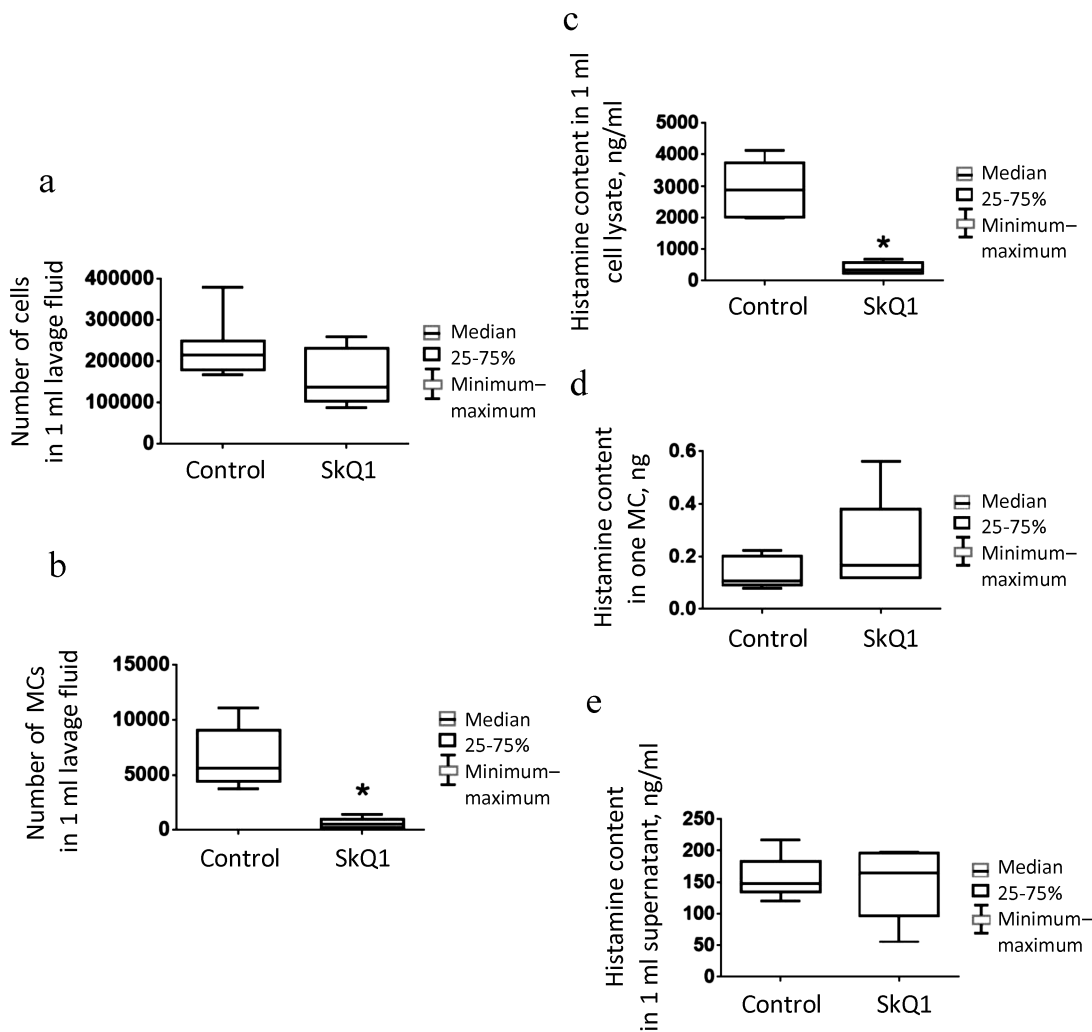 a
Number of cells
in 1 ml lavage fluid
400000
300000
200000
100000
0
Control
SkQ1
Median
25-75%
Minimum–
maximum
b
Number of MCs
in 1 ml lavage fluid
15000
10000
5000
0
*
Control
SkQ1
Median
25-75%
Minimum–
maximum
c
Histamine content in 1 ml
cell lysate, ng/ml
5000
4000
3000
2000
1000
0
*
Control
SkQ1
Median
25-75%
Minimum–
maximum
d
Histamine content
in one MC, ng
0.6
0.4
0.2
0.0
Control
SkQ1
Median
25-75%
Minimum–
maximum
e
Histamine content
in 1 ml supernatant, ng/ml
250
200
150
100
50
0
Control
SkQ1
Median
25-75%
Minimum–
maximum